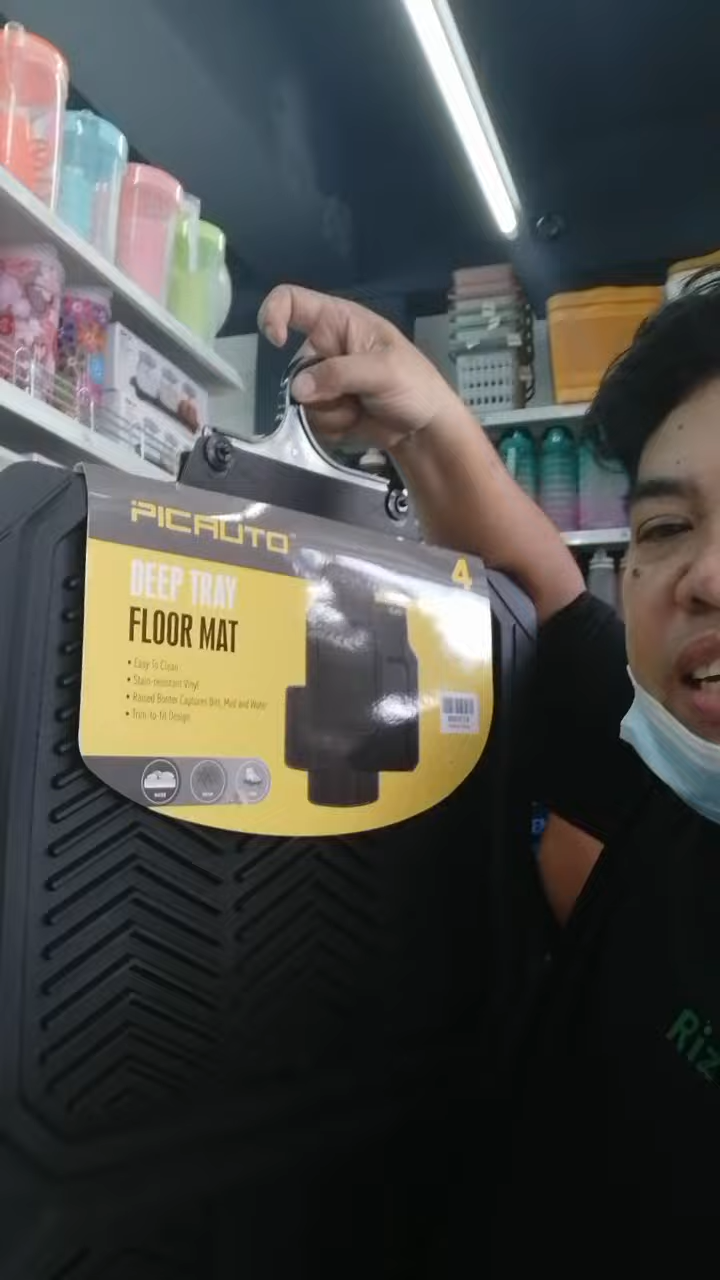 PICAUTO
4
DEEP TRAY
FLOOR MAT
• Easy To Clean
• Stain-resistant Vinyl
• Raised Border Captures Dirt, Mud and Water
• Trim-to-fit Design
Riz